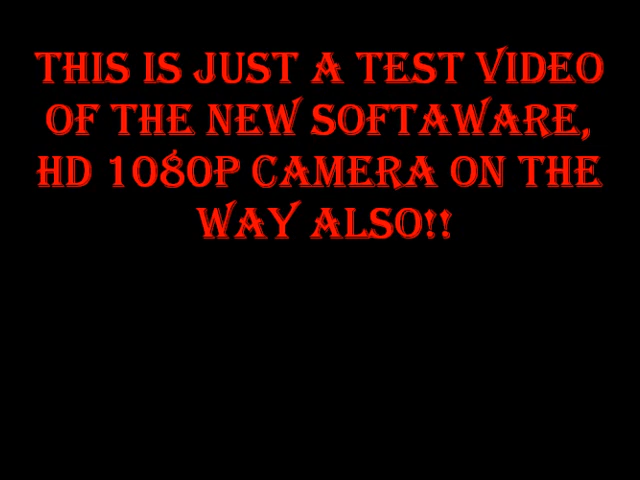 THIS IS JUST A TEST VIDEO
OF THE NEW SOFTAWARE,
HD 1080P CAMERA ON THE
WAY ALSO!!